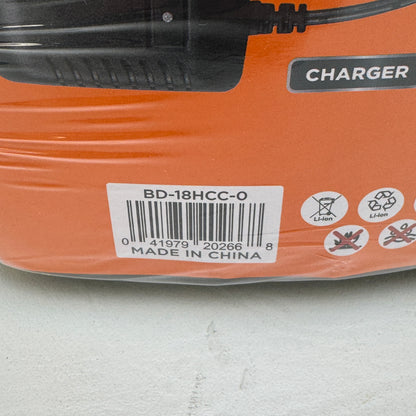 CHARGER
BD-18HCC-0
0 41979 20266 8
MADE IN CHINA
Li-ion
Li-ion